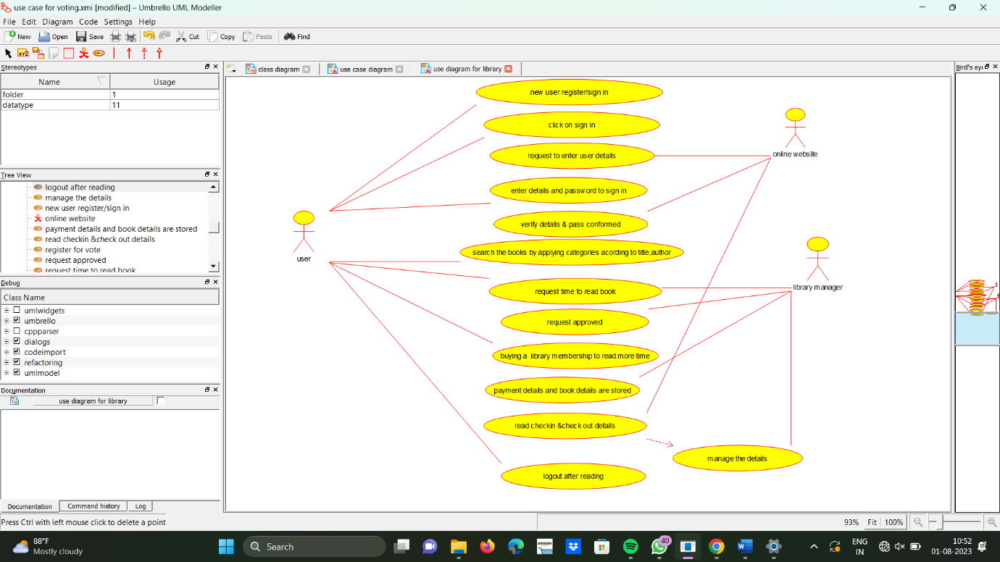 use case for voting.xmi [modified] – Umbrello UML Modeller
File Edit Diagram Code Settings Help
New Open Save Cut Copy Paste Find
XYZ ABC
Stereotypes
Name Usage
folder 1
datatype 11
Tree View
logout after reading
manage the details
new user register/sign in
online website
payment details and book details are stored
read checkin &check out details
register for vote
request approved
request time to read book
Debug
Class Name
umlwidgets
umbrello
cppparser
dialogs
codeimport
refactoring
umlmodel
Documentation
use diagram for library
Documentation Command history Log
Press Ctrl with left mouse click to delete a point
class diagram use case diagram use diagram for library
new user register/sign in
click on sign in
request to enter user details
online website
enter details and password to sign in
verify details & pass conformed
user
search the books by applying categories acording to title,author
request time to read book
library manager
request approved
buying a library membership to read more time
payment details and book details are stored
read checkin &check out details
manage the details
logout after reading
Bird's eye
93% Fit 100%
88°F
Mostly cloudy
Search
amazon
40
ENG
IN
10:52
01-08-2023